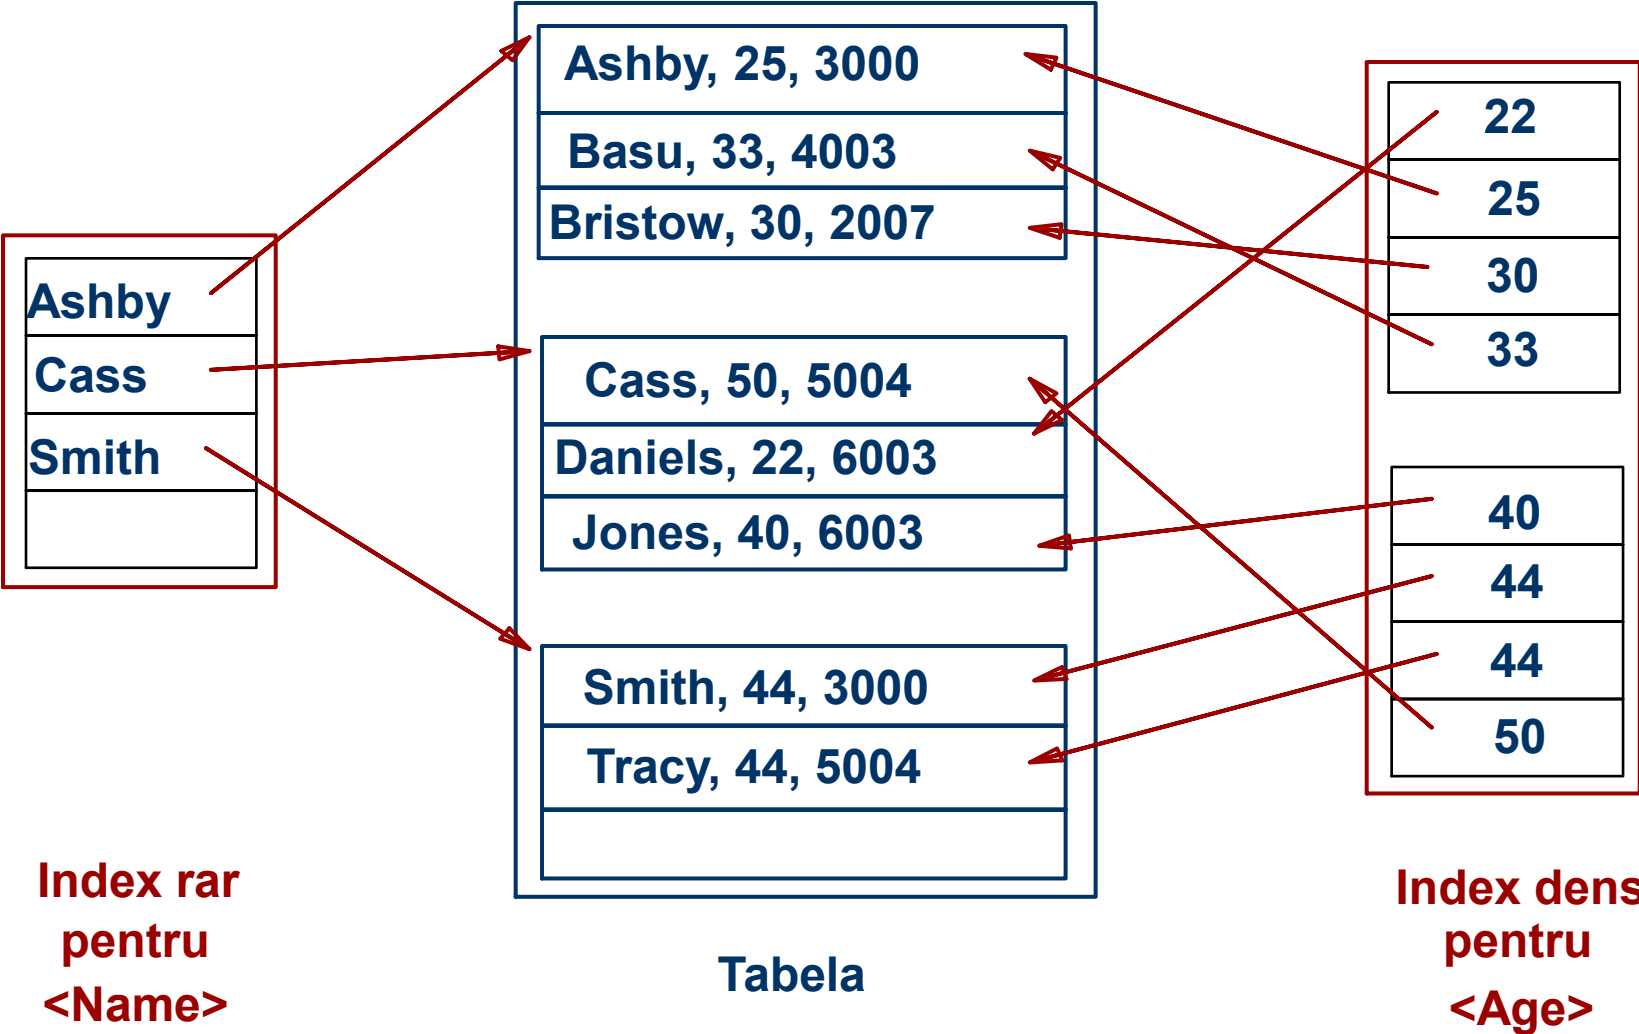 Ashby
Cass
Smith
Index rar
pentru
<Name>
Ashby, 25, 3000
Basu, 33, 4003
Bristow, 30, 2007
Cass, 50, 5004
Daniels, 22, 6003
Jones, 40, 6003
Smith, 44, 3000
Tracy, 44, 5004
Tabela
22
25
30
33
40
44
44
50
Index dens
pentru
<Age>